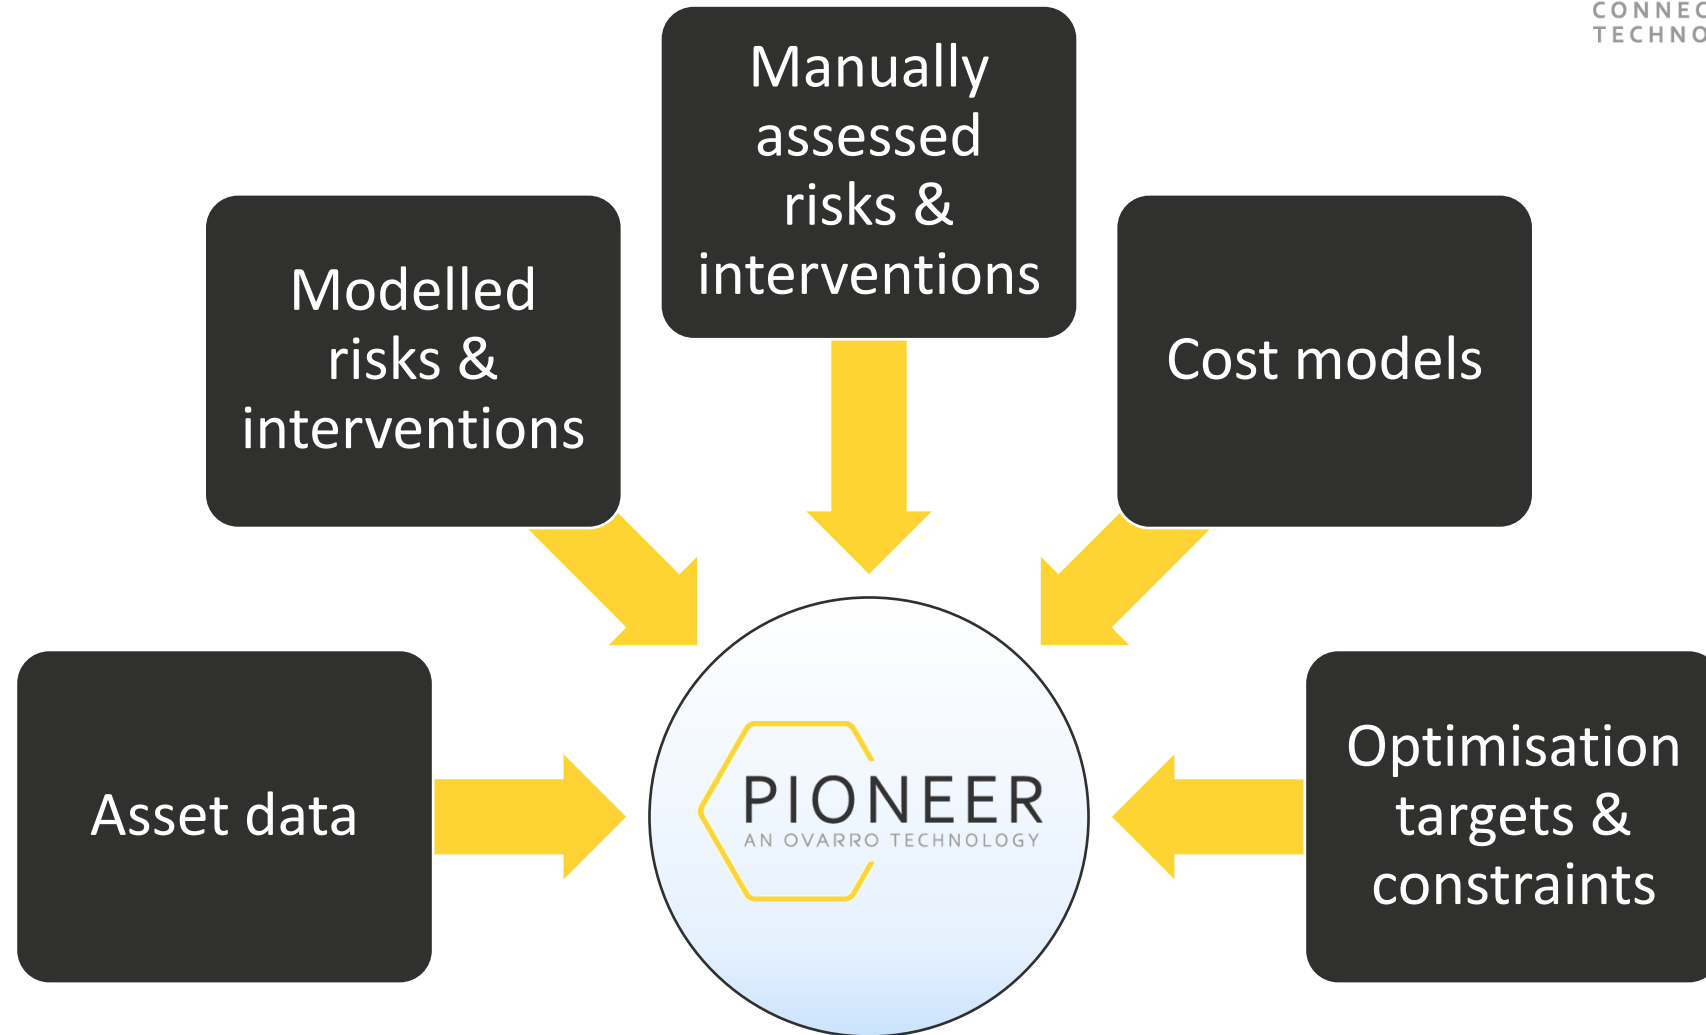 Manually
assessed
risks &
interventions
Modelled
risks &
interventions
Cost models
Asset data
PIONEER
AN OVARRO TECHNOLOGY
Optimisation
targets &
constraints